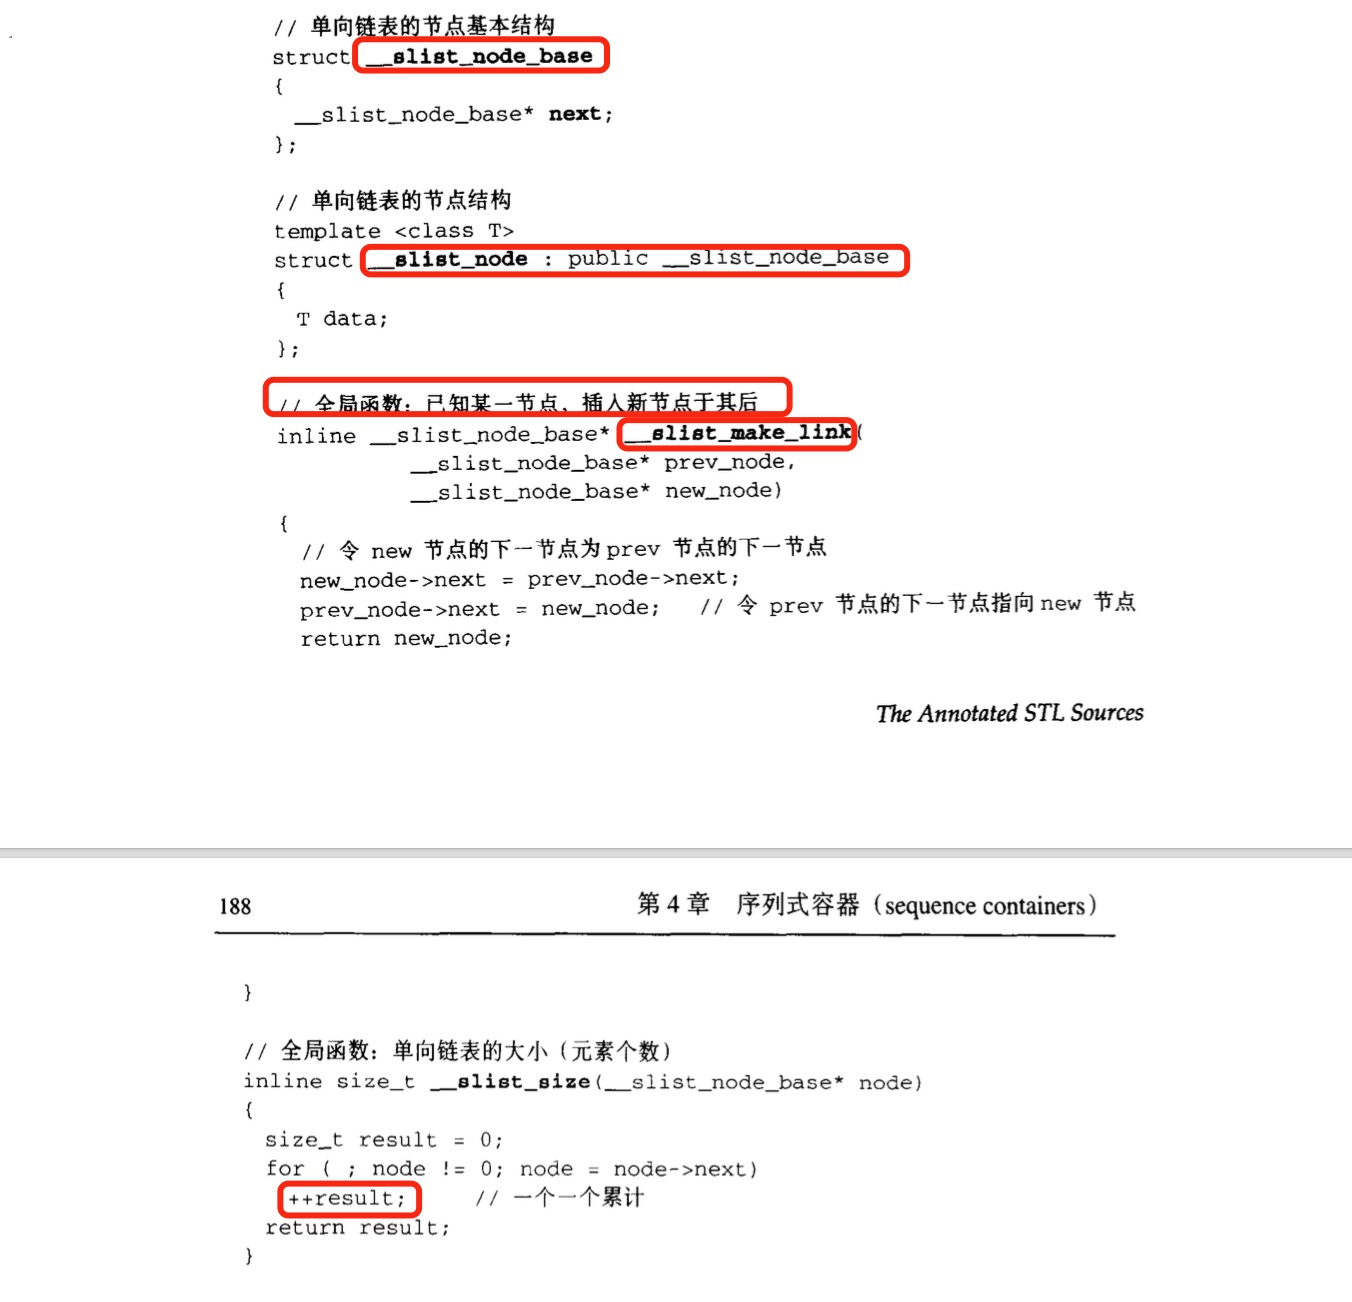 // 单向链表的节点基本结构
struct __slist_node_base
{
__slist_node_base* next;
};
// 单向链表的节点结构
template <class T>
struct __slist_node : public __slist_node_base
{
T data;
};
// 全局函数：已知某一节点，插入新节点于其后
inline __slist_node_base* __slist_make_link(
__slist_node_base* prev_node,
__slist_node_base* new_node)
{
// 令 new 节点的下一节点为prev 节点的下一节点
new_node->next = prev_node->next;
prev_node->next = new_node; // 令 prev 节点的下一节点指向new 节点
return new_node;
The Annotated STL Sources
188 第 4 章 序列式容器（sequence containers）
}
// 全局函数：单向链表的大小（元素个数）
inline size_t __slist_size(__slist_node_base* node)
{
size_t result = 0;
for ( ; node != 0; node = node->next)
++result; // 一个一个累计
return result;
}